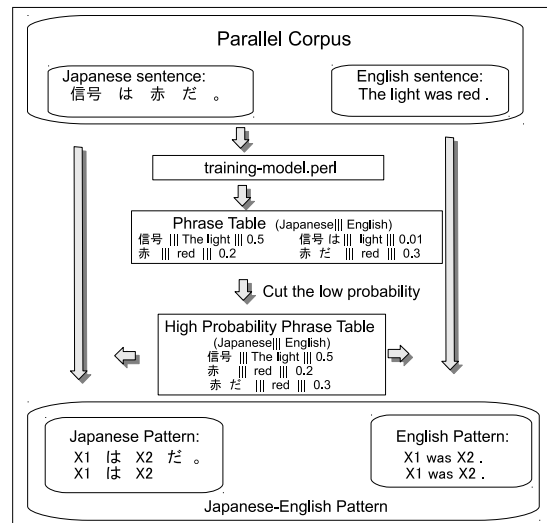 Parallel Corpus
Japanese sentence:
信号 は 赤 だ 。
English sentence:
The light was red .
training-model.perl
Phrase Table (Japanese||| English)
信号 ||| The light ||| 0.5 信号 は ||| light ||| 0.01
赤 ||| red ||| 0.2 赤 だ ||| red ||| 0.3
Cut the low probability
High Probability Phrase Table
(Japanese||| English)
信号 ||| The light ||| 0.5
赤 ||| red ||| 0.2
赤 だ ||| red ||| 0.3
Japanese Pattern:
X1 は X2 だ 。
X1 は X2
English Pattern:
X1 was X2 .
X1 was X2 .
Japanese-English Pattern